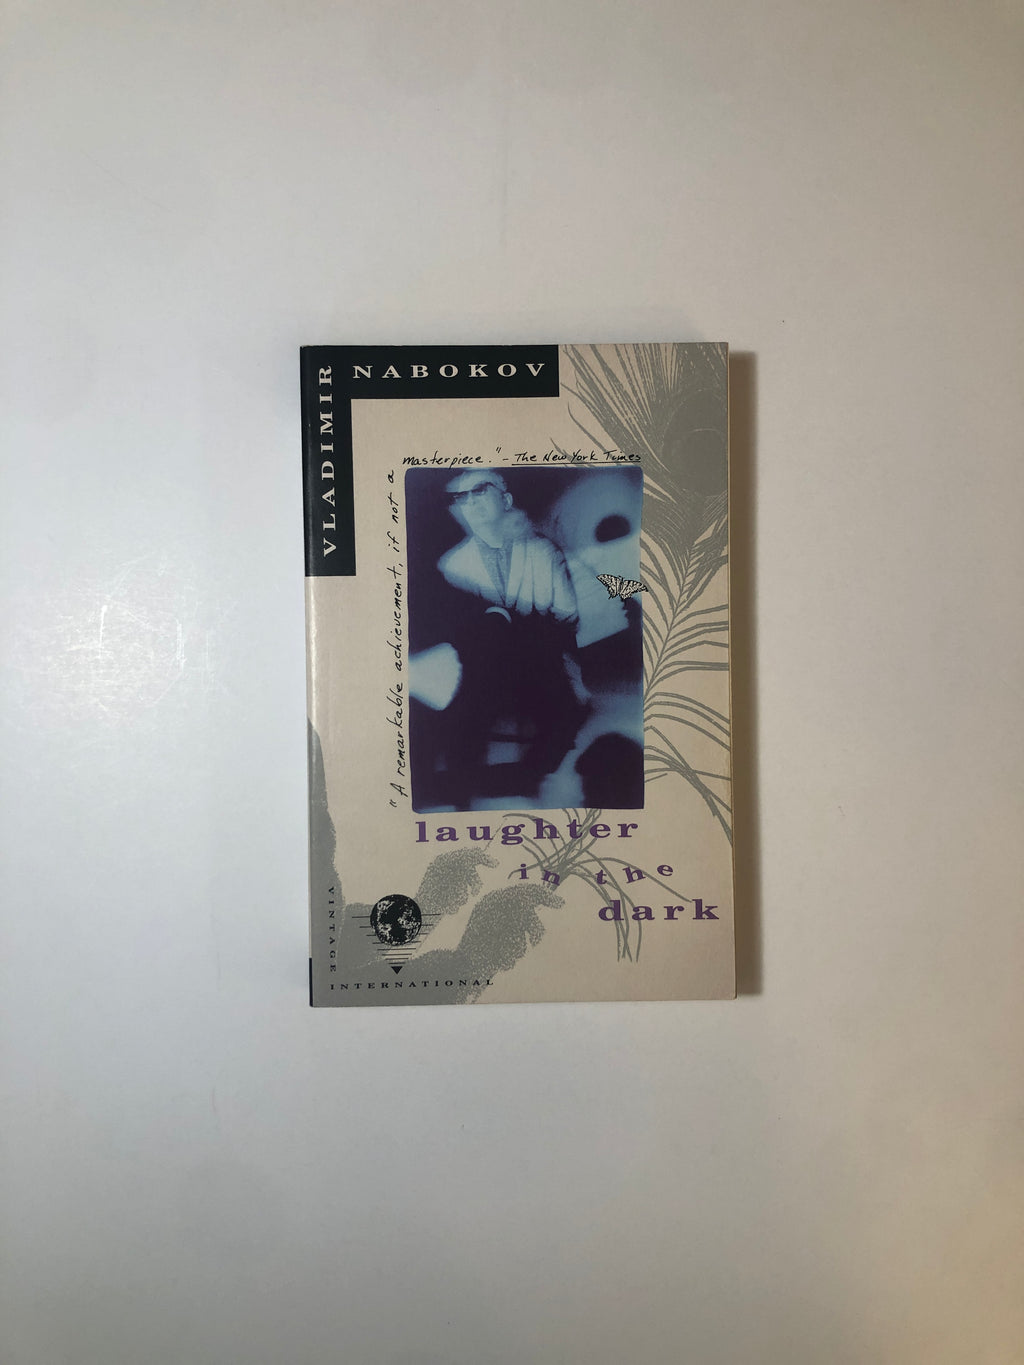 VLADIMIR
NABOKOV
"A remarkable achievement, if not a
masterpiece." – The New York Times
laughter
in the
dark
VINTAGE
INTERNATIONAL